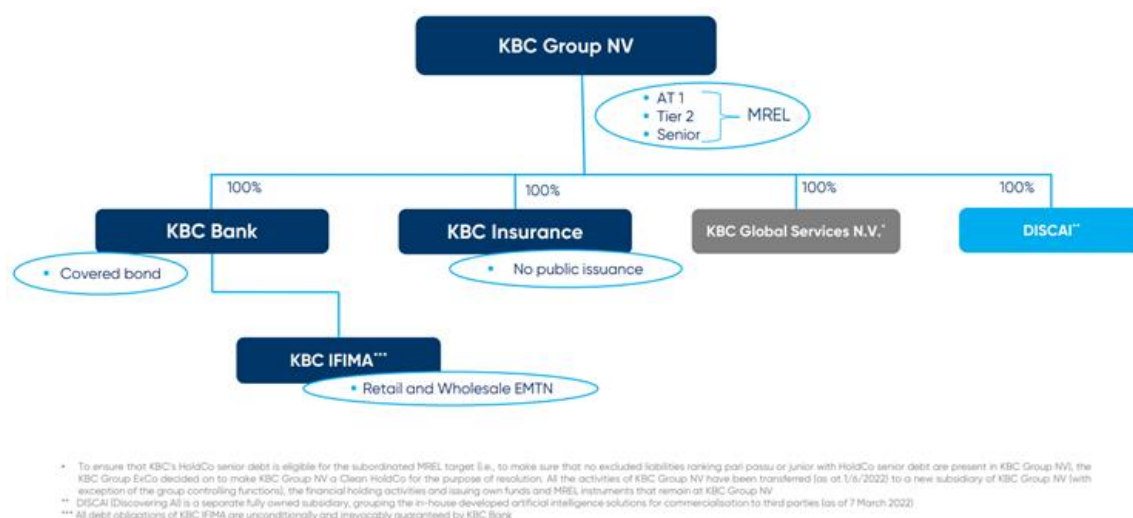 KBC Group NV
• AT 1
• Tier 2
• Senior
MREL
100%
100%
100%
100%
KBC Bank
KBC Insurance
KBC Global Services N.V.*
DISCAI**
• Covered bond
• No public issuance
KBC IFIMA***
• Retail and Wholesale EMTN
* To ensure that KBC's HoldCo senior debt is eligible for the subordinated MREL target (i.e., to make sure that no excluded liabilities ranking pari passu or junior with HoldCo senior debt are present in KBC Group NV), the
KBC Group ExCo decided on to make KBC Group NV a Clean HoldCo for the purpose of resolution. All the activities of KBC Group NV have been transferred (as at 1/6/2022) to a new subsidiary of KBC Group NV (with
exception of the group controlling functions), the financial holding activities and issuing own funds and MREL instruments that remain at KBC Group NV
** DISCAI (Discovering AI) is a separate fully owned subsidiary, grouping the in-house developed artificial intelligence solutions for commercialisation to third parties (as of 7 March 2022)
*** All debt obligations of KBC IFIMA are unconditionally and irrevocably guaranteed by KBC Bank